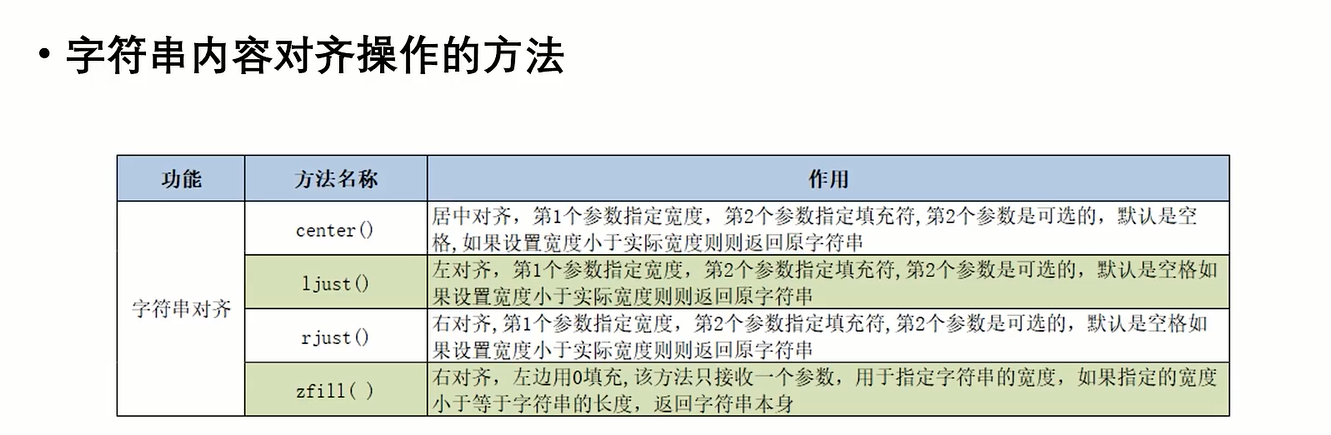 • 字符串内容对齐操作的方法
功能 方法名称 作用
字符串对齐
center()
居中对齐，第1个参数指定宽度，第2个参数指定填充符,第2个参数是可选的，默认是空
格,如果设置宽度小于实际宽度则则返回原字符串
ljust()
左对齐，第1个参数指定宽度，第2个参数指定填充符,第2个参数是可选的，默认是空格如
果设置宽度小于实际宽度则则返回原字符串
rjust()
右对齐,第1个参数指定宽度，第2个参数指定填充符,第2个参数是可选的，默认是空格如
果设置宽度小于实际宽度则则返回原字符串
zfill( )
右对齐，左边用0填充,该方法只接收一个参数，用于指定字符串的宽度，如果指定的宽度
小于等于字符串的长度，返回字符串本身